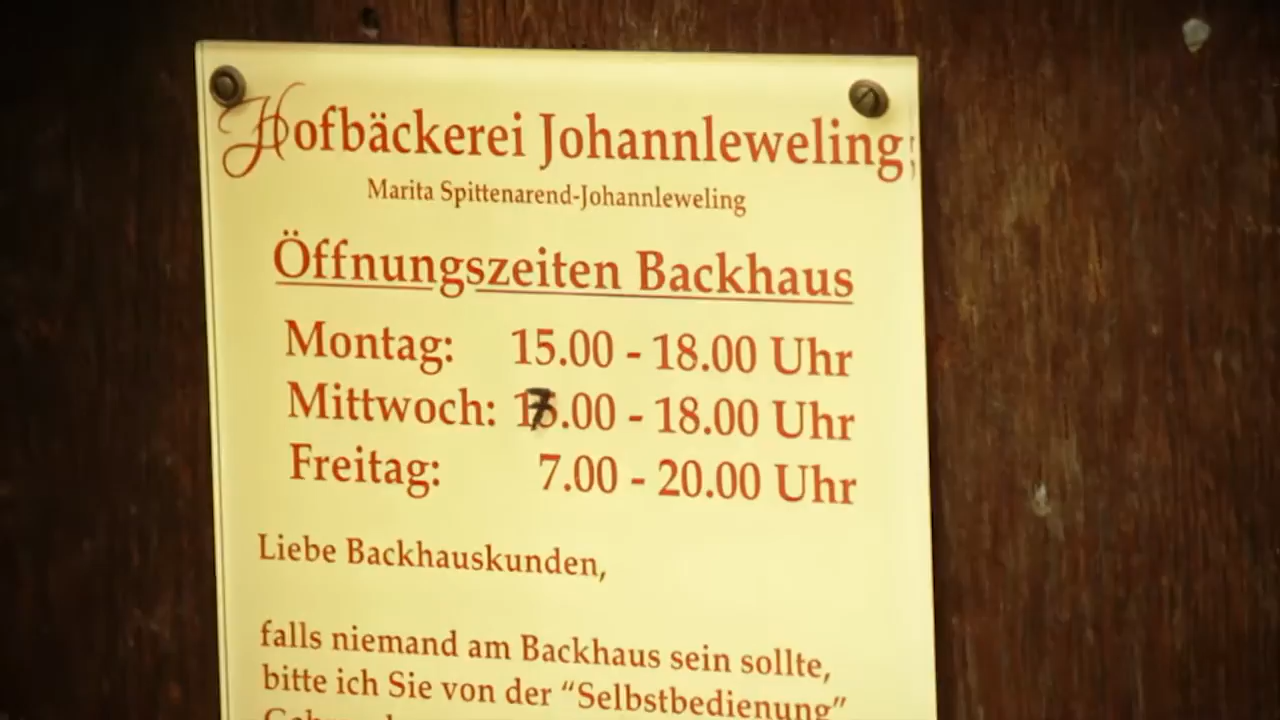 Hofbäckerei Johannleweling
Marita Spittenarend-Johannleweling
Öffnungszeiten Backhaus
Montag: 15.00 - 18.00 Uhr
Mittwoch: 7.00 - 18.00 Uhr
Freitag: 7.00 - 20.00 Uhr
Liebe Backhauskunden,
falls niemand am Backhaus sein sollte,
bitte ich Sie von der “Selbstbedienung”